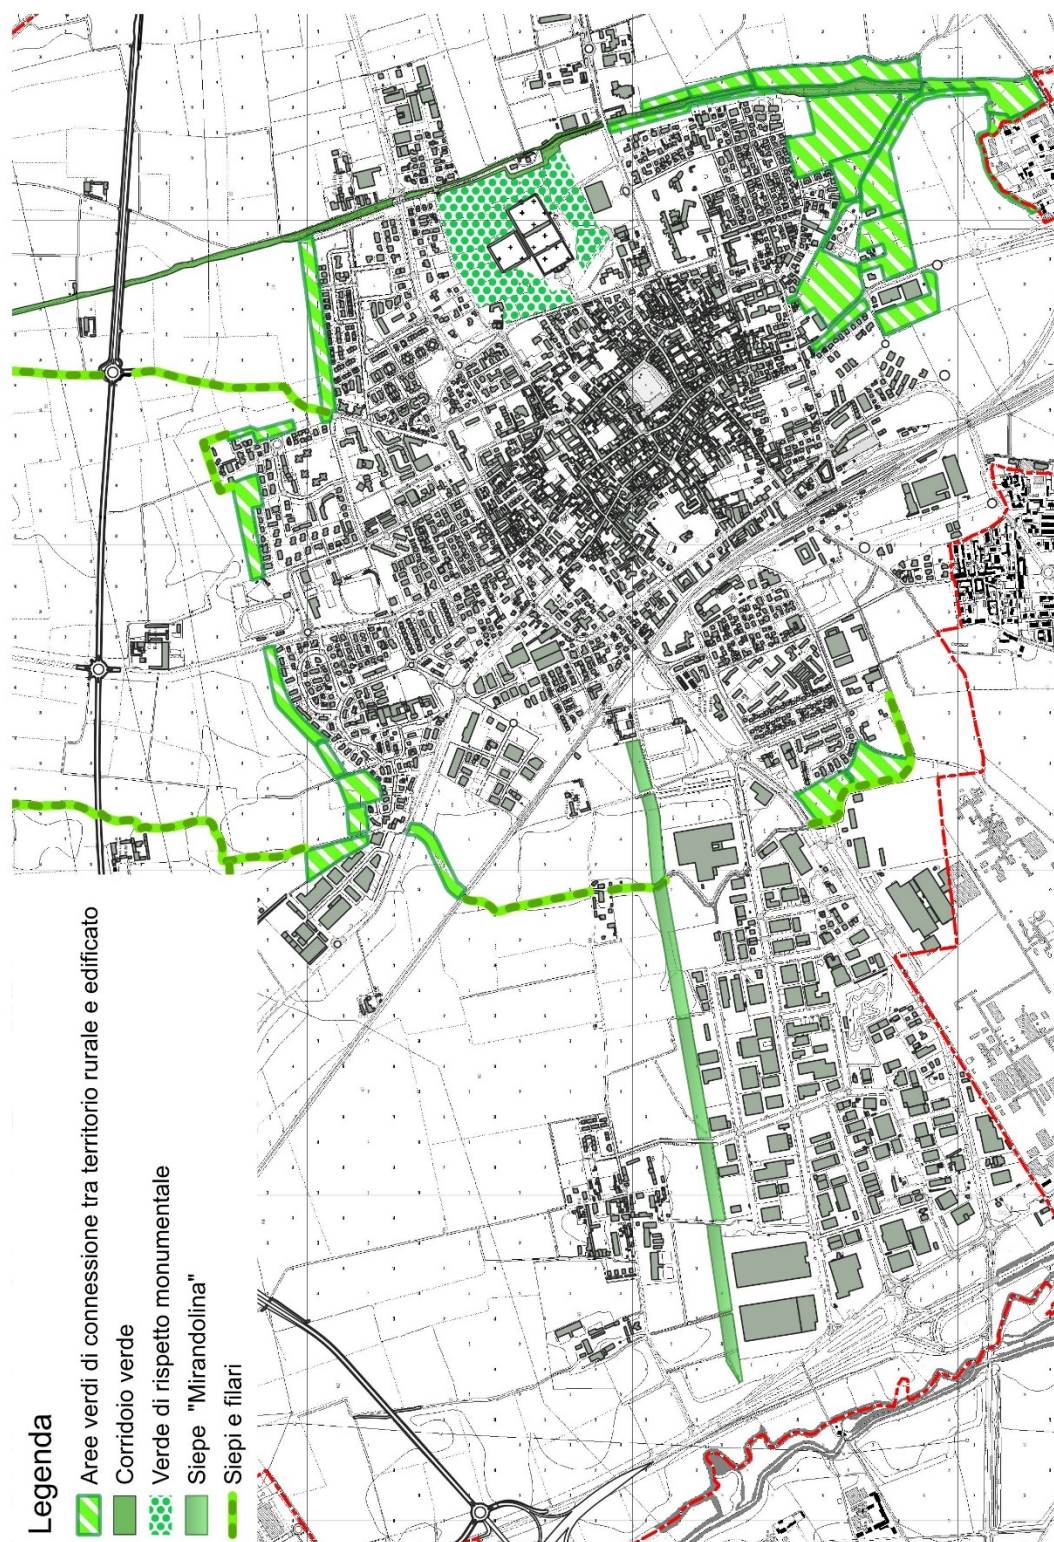 Legenda
Aree verdi di connessione tra territorio rurale e edificato
Corridoio verde
Verde di rispetto monumentale
Siepe "Mirandolina"
Siepi e filari